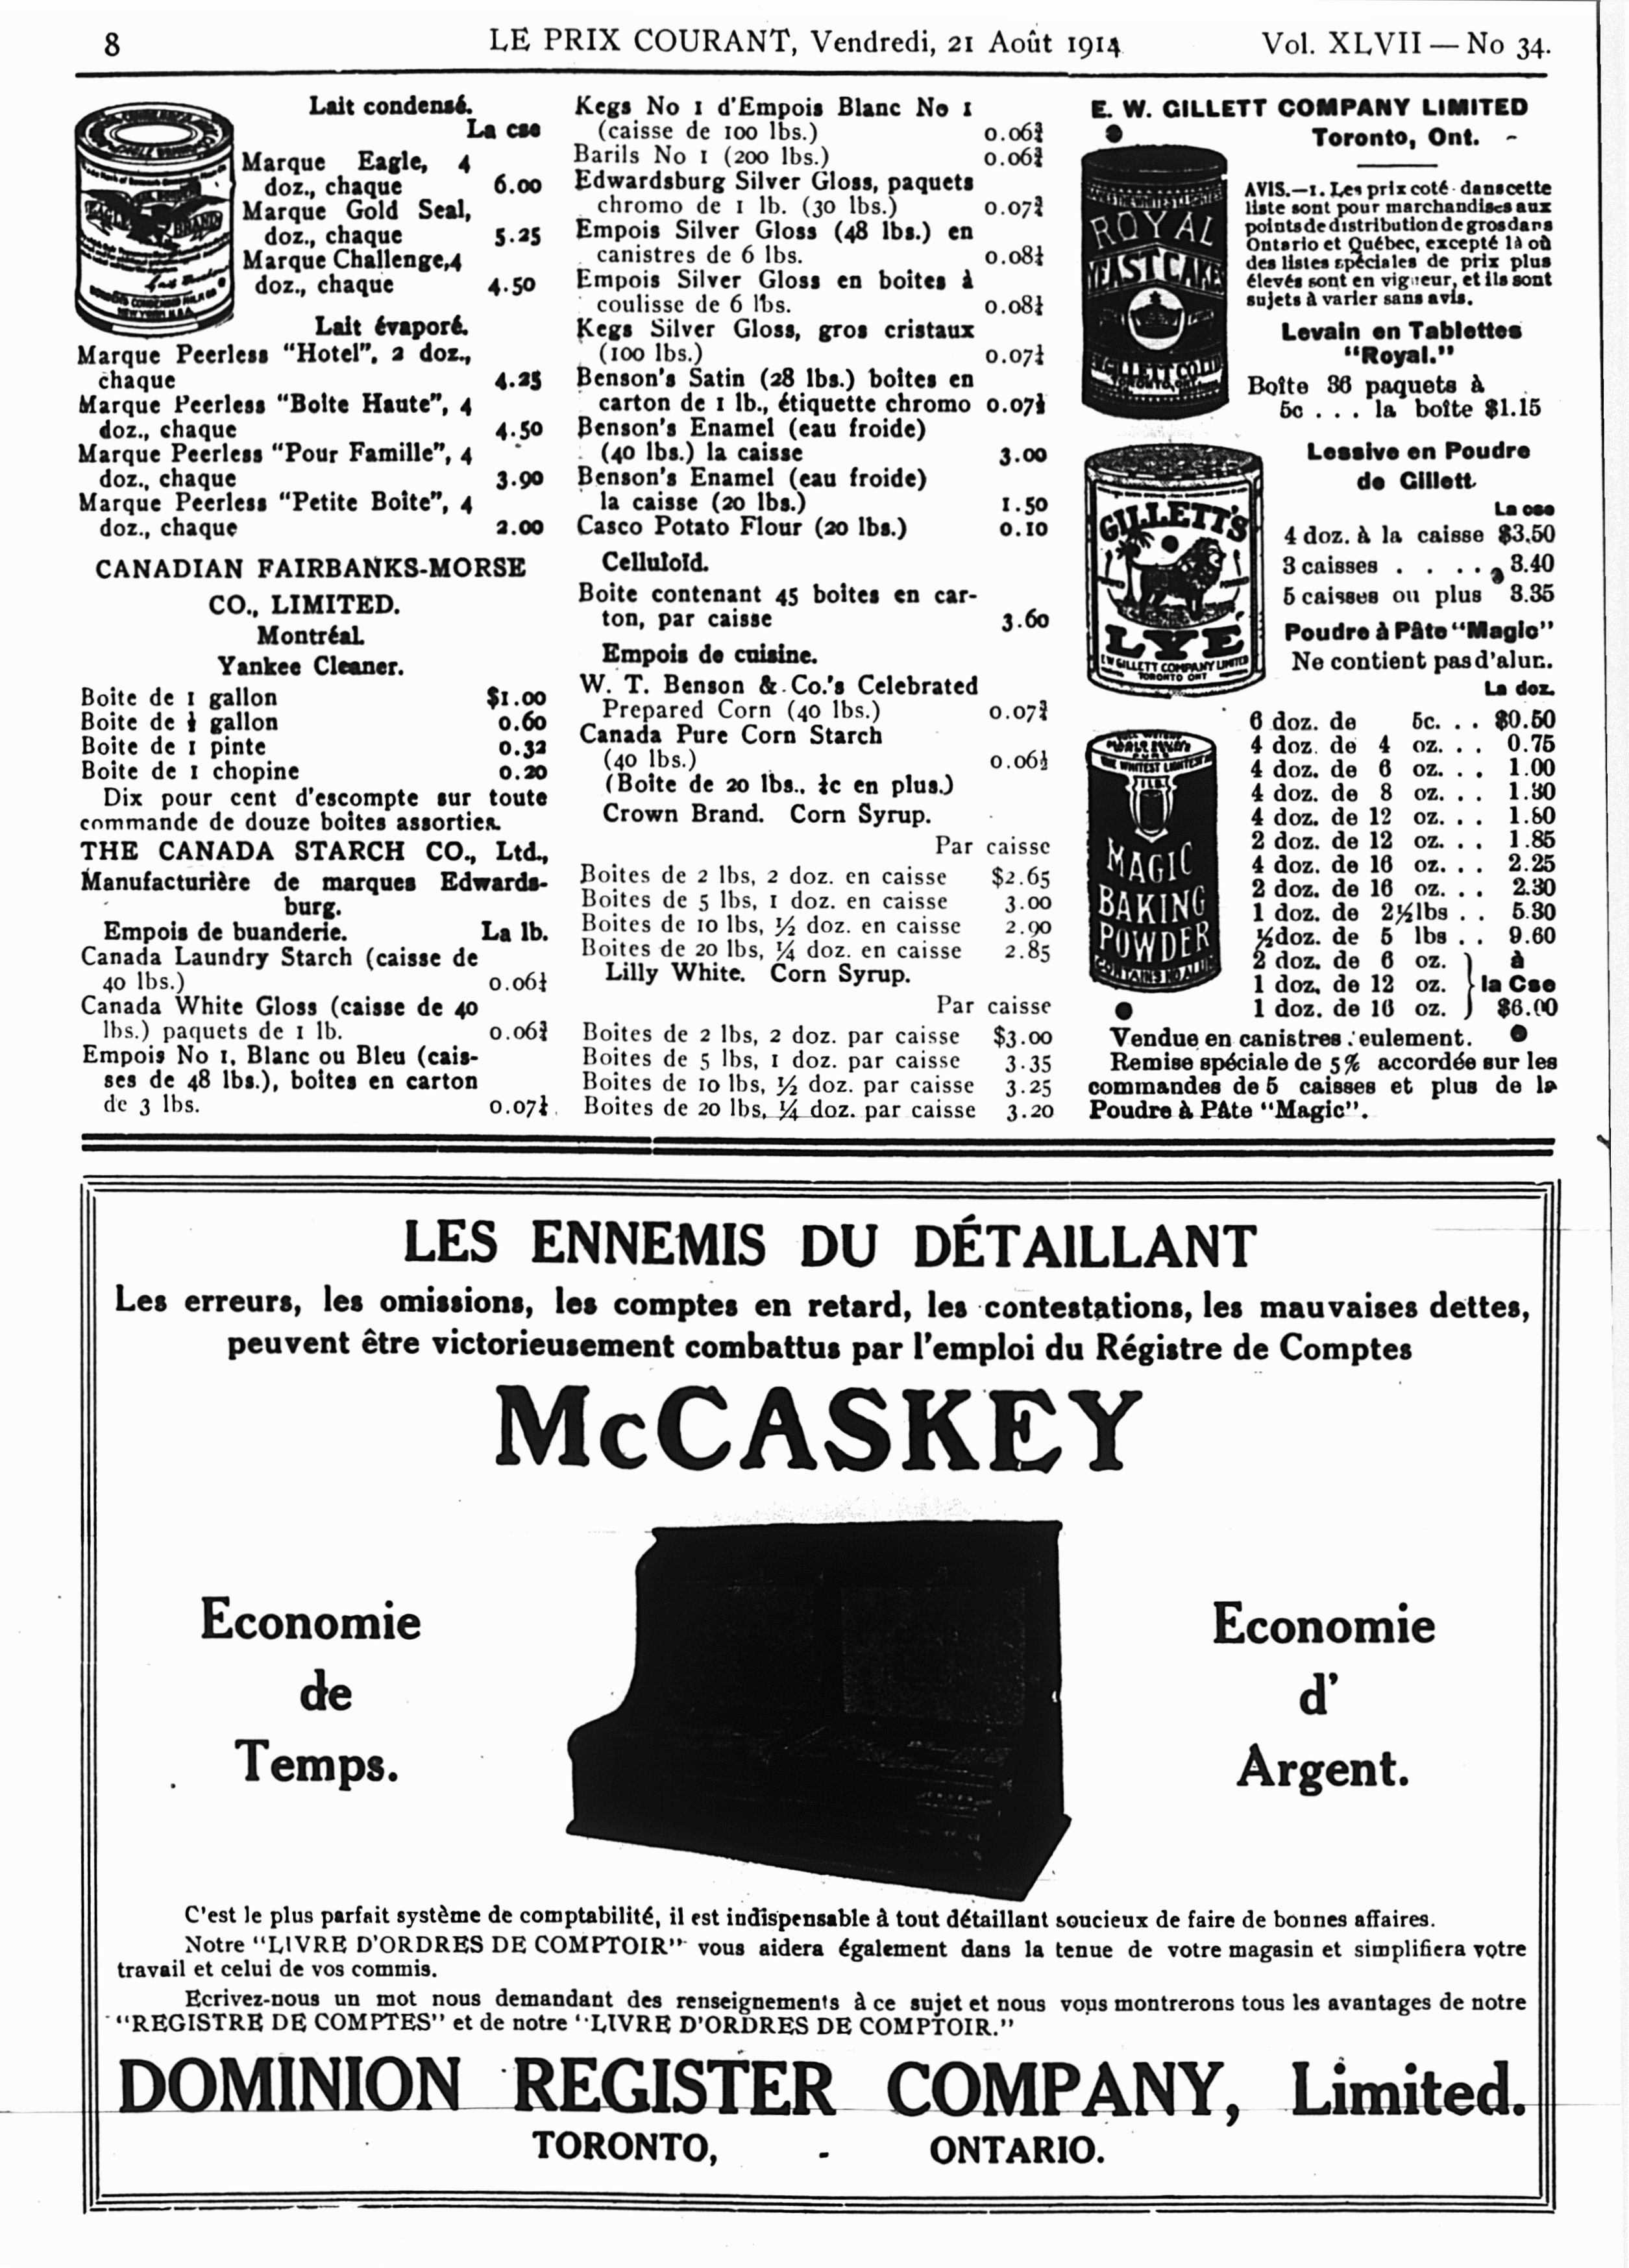 8
LE PRIX COURANT, Vendredi, 21 Août 1914
Vol. XLVII — No 34.
Lait condensé.
La cse
Marque Eagle, 4
doz., chaque 6.00
Marque Gold Seal,
doz., chaque 5.25
Marque Challenge,4
doz., chaque 4.50
EAGLE BRAND
Lait évaporé.
Marque Peerless "Hotel", 2 doz.,
chaque 4.25
Marque Peerless "Boite Haute", 4
doz., chaque 4.50
Marque Peerless "Pour Famille", 4
doz., chaque 3.90
Marque Peerless "Petite Boite", 4
doz., chaque 2.00
CANADIAN FAIRBANKS-MORSE
CO., LIMITED.
Montréal.
Yankee Cleaner.
Boite de 1 gallon $1.00
Boite de ½ gallon 0.60
Boite de 1 pinte 0.32
Boite de 1 chopine 0.20
Dix pour cent d'escompte sur toute
commande de douze boites assorties.
THE CANADA STARCH CO., Ltd.,
Manufacturière de marques Edwards-
burg.
Empois de buanderie. La lb.
Canada Laundry Starch (caisse de
40 lbs.)
Canada White Gloss (caisse de 40
lbs.) paquets de 1 lb. 0.06¾
Empois No 1, Blanc ou Bleu (cais-
ses de 48 lbs.), boites en carton
de 3 lbs.
Kegs No 1 d'Empois Blanc No 1
(caisse de 100 lbs.) 0.06¾
Barils No 1 (200 lbs.) 0.06¾
Edwardsburg Silver Gloss, paquets
chromo de 1 lb. (30 lbs.) 0.07¾
Empois Silver Gloss (48 lbs.) en
canistres de 6 lbs.
Empois Silver Gloss en boites à
coulisse de 6 lbs.
Kegs Silver Gloss, gros cristaux
(100 lbs.)
Benson's Satin (28 lbs.) boites en
carton de 1 lb., étiquette chromo
Benson's Enamel (eau froide)
(40 lbs.) la caisse 3.00
Benson's Enamel (eau froide)
la caisse (20 lbs.) 1.50
Casco Potato Flour (20 lbs.) 0.10
Celluloïd.
Boite contenant 45 boites en car-
ton, par caisse 3.60
Empois de cuisine.
W. T. Benson & Co.'s Celebrated
Prepared Corn (40 lbs.) 0.07¾
Canada Pure Corn Starch
(40 lbs.) 0.06½
(Boite de 20 lbs., ¼c en plus.)
Crown Brand. Corn Syrup.
Par caisse
Boites de 2 lbs, 2 doz. en caisse $2.65
Boites de 5 lbs, 1 doz. en caisse 3.00
Boites de 10 lbs, ½ doz. en caisse 2.90
Boites de 20 lbs, ¼ doz. en caisse 2.85
Lilly White. Corn Syrup.
Par caisse
Boites de 2 lbs, 2 doz. par caisse $3.00
Boites de 5 lbs, 1 doz. par caisse 3.35
Boites de 10 lbs, ½ doz. par caisse 3.25
Boites de 20 lbs, ¼ doz. par caisse 3.20
E. W. GILLETT COMPANY LIMITED
Toronto, Ont.
ROYAL
YEAST CAKES
E.W. GILLETT CO. LTD.
TORONTO, ONT.
AVIS.—1. Les prix coté dans cette
liste sont pour marchandises aux
points de distribution de gros dans
Ontario et Québec, excepté là où
des listes spéciales de prix plus
élevés sont en vigueur, et ils sont
sujets à varier sans avis.
Levain en Tablettes
"Royal."
Boîte 36 paquets à
5c . . . la boîte $1.15
GILLETT'S
LYE
E W GILLETT COMPANY LIMITED
TORONTO ONT
Lessive en Poudre
de Gillett.
La cse
4 doz. à la caisse $3.50
3 caisses . . . . 3.40
5 caisses ou plus 3.35
Poudre à Pâte "Magic"
Ne contient pas d'alun.
La doz.
MAGIC
BAKING
POWDER
CONTAINS NO ALUM
6 doz. de 5c. . . $0.50
4 doz. de 4 oz. . . 0.75
4 doz. de 6 oz. . . 1.00
4 doz. de 8 oz. . . 1.30
4 doz. de 12 oz. . . 1.80
2 doz. de 12 oz. . . 1.85
4 doz. de 16 oz. . . 2.25
2 doz. de 16 oz. . . 2.30
1 doz. de 2½ lbs . . 5.30
½ doz. de 5 lbs . . 9.60
2 doz. de 6 oz. } à
1 doz. de 12 oz. } la Cse
1 doz. de 16 oz. } $6.00
Vendue en canistres seulement.
Remise spéciale de 5% accordée sur les
commandes de 5 caisses et plus de la
Poudre à Pâte "Magic".
LES ENNEMIS DU DÉTAILLANT
Les erreurs, les omissions, les comptes en retard, les contestations, les mauvaises dettes,
peuvent être victorieusement combattus par l'emploi du Régistre de Comptes
McCASKEY
Economie
de
Temps.
Economie
d'
Argent.
C'est le plus parfait système de comptabilité, il est indispensable à tout détaillant soucieux de faire de bonnes affaires.
Notre "LIVRE D'ORDRES DE COMPTOIR" vous aidera également dans la tenue de votre magasin et simplifiera votre
travail et celui de vos commis.
Ecrivez-nous un mot nous demandant des renseignements à ce sujet et nous vous montrerons tous les avantages de notre
"REGISTRE DE COMPTES" et de notre "LIVRE D'ORDRES DE COMPTOIR."
DOMINION REGISTER COMPANY, Limited.
TORONTO, - ONTARIO.